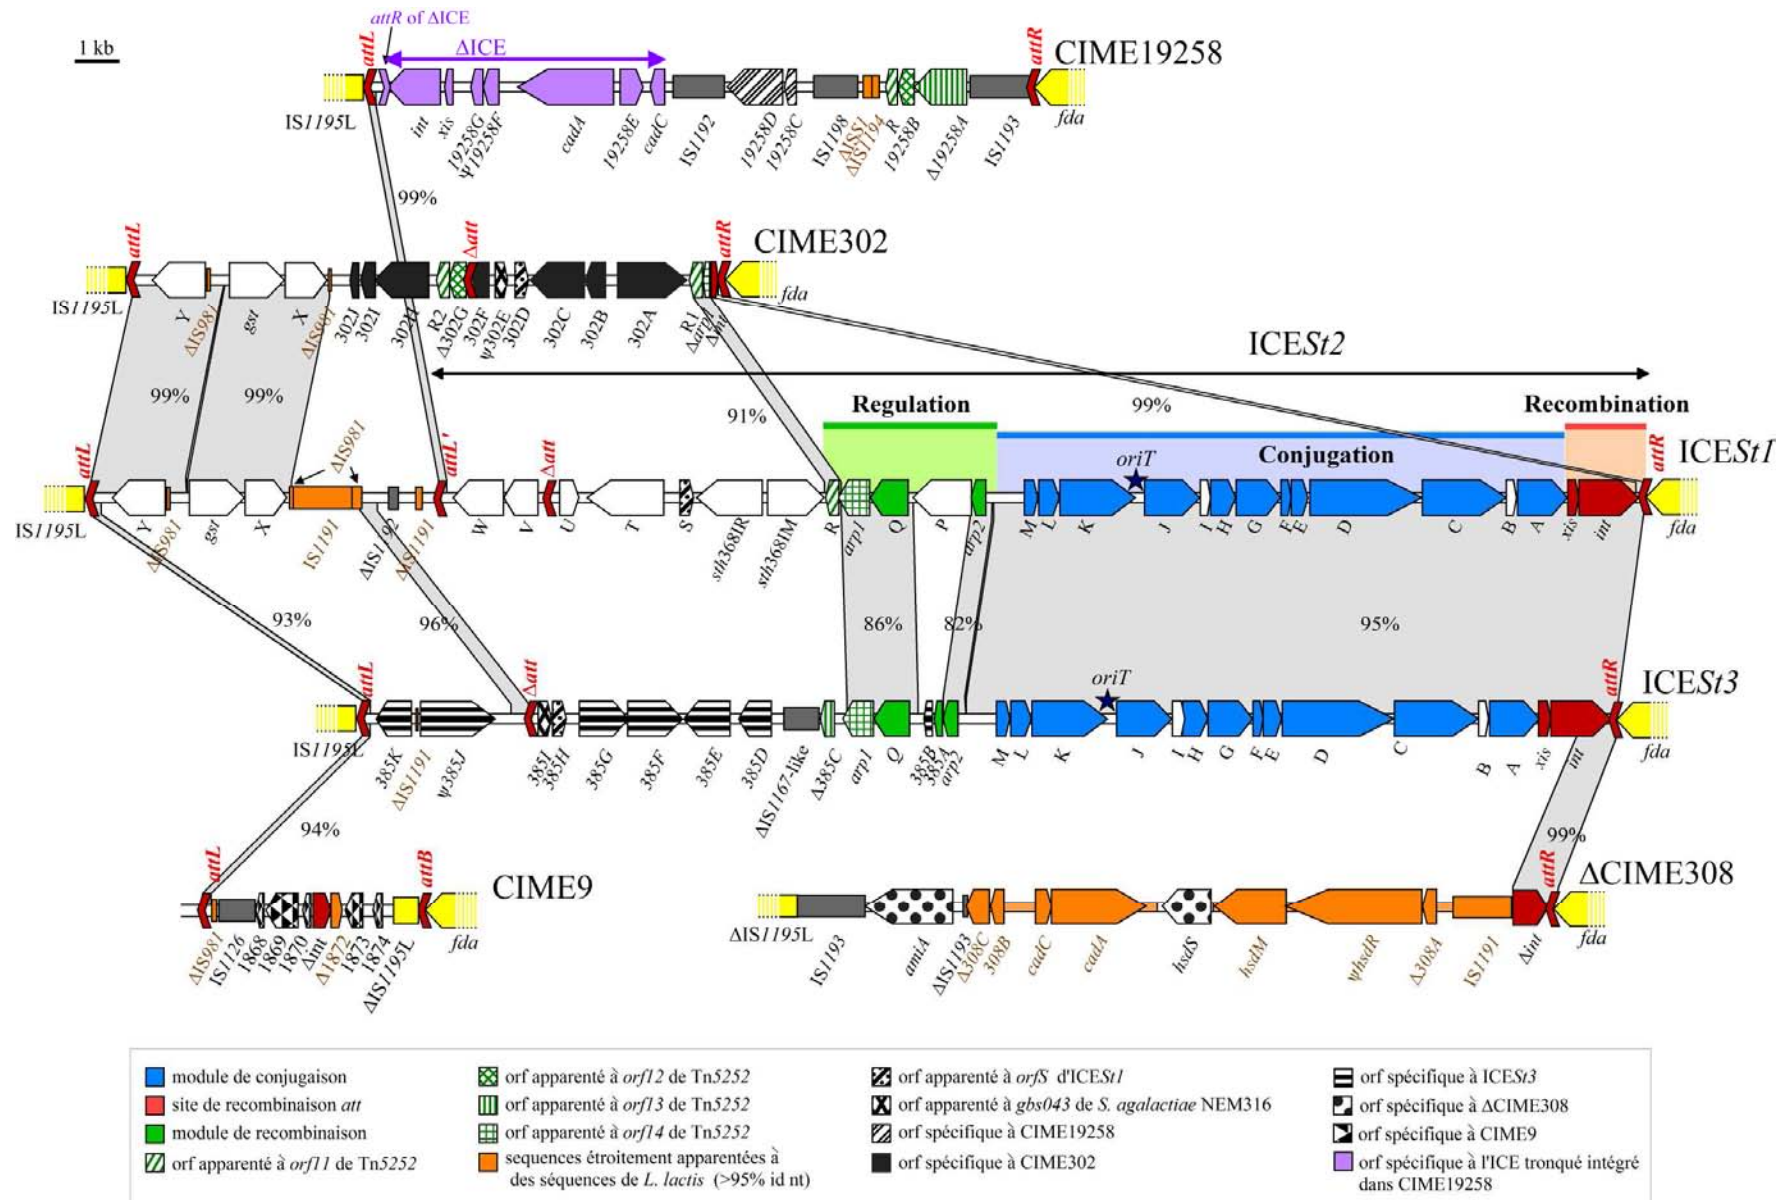 attR of ΔICE
1 kb
attL
ΔICE
attR
CIME19258
IS1195L
int
xis
19258G
Ψ19258F
cadA
19258E
cadC
IS1192
19258D
19258C
IS1198
ΔISS1
ΔIS1194
R
19258B
Δ19258A
IS1193
fda
99%
attL
Δatt
attR
CIME302
IS1195L
Y
ΔIS981
gst
X
ΔIS981
302J
302I
302H
R2
Δ302G
302F
ψ302E
302D
302C
302B
302A
R1
Δarp1
Δint
fda
ICESt2
99%
99%
91%
Regulation
99%
Recombination
attL
ΔIS981
attL'
Δatt
oriT
Conjugation
attR
ICESt1
IS1195L
Y
ΔIS981
gst
X
IS1191
ΔIS1192
ΔIS1191
W
V
U
T
S
sth368IR
sth368IM
R
arp1
Q
P
arp2
M
L
K
J
I
H
G
F
E
D
C
B
A
xis
int
fda
93%
96%
86%
82%
95%
attL
Δatt
oriT
attR
ICESt3
IS1195L
385K
ΔIS1191
ψ385J
385I
385H
385G
385F
385E
385D
ΔIS1167-like
Δ385C
arp1
Q
385B
385A
arp2
M
L
K
J
I
H
G
F
E
D
C
B
A
xis
int
fda
94%
99%
attL
attB
CIME9
attR
ΔCIME308
ΔIS981
IS1126
1868
1869
1870
Δint
Δ1872
1873
1874
ΔIS1195L
fda
ΔIS1195L
IS1193
amiA
ΔIS1193
Δ308C
308B
cadC
cadA
hsdS
hsdM
ψhsdR
Δ308A
IS1191
Δint
fda
module de conjugaison
site de recombinaison att
module de recombinaison
orf apparenté à orf11 de Tn5252
orf apparenté à orf12 de Tn5252
orf apparenté à orf13 de Tn5252
orf apparenté à orf14 de Tn5252
sequences étroitement apparentées à
des séquences de L. lactis (>95% id nt)
orf apparenté à orfS d'ICESt1
orf apparenté à gbs043 de S. agalactiae NEM316
orf spécifique à CIME19258
orf spécifique à CIME302
orf spécifique à ICESt3
orf spécifique à ΔCIME308
orf spécifique à CIME9
orf spécifique à l'ICE tronqué intégré
dans CIME19258